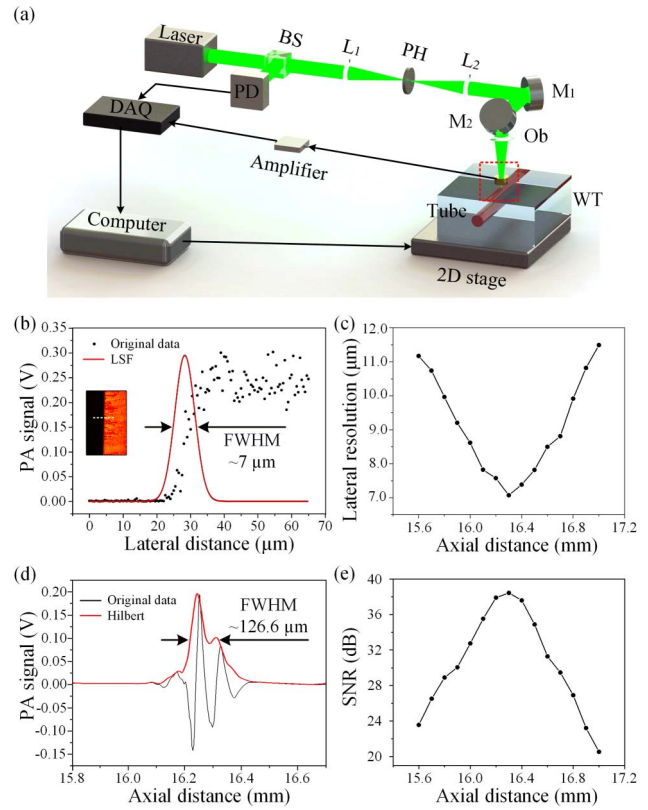 (a)
Laser
BS
L₁
PH
L₂
M₁
PD
DAQ
M₂
Ob
Amplifier
WT
Tube
Computer
2D stage
(b)
Original data
LSF
FWHM
~7 µm
PA signal (V)
0.35
0.30
0.25
0.20
0.15
0.10
0.05
0.00
0 10 20 30 40 50 60 70
Lateral distance (µm)
(c)
Lateral resolution (µm)
12.0
11.0
10.0
9.0
8.0
7.0
15.6 16.0 16.4 16.8 17.2
Axial distance (mm)
(d)
Original data
Hilbert
FWHM
~126.6 µm
PA signal (V)
0.20
0.15
0.10
0.05
0.00
-0.05
-0.10
-0.15
15.8 16.0 16.2 16.4 16.6
Axial distance (mm)
(e)
SNR (dB)
40
36
32
28
24
20
15.6 16.0 16.4 16.8 17.2
Axial distance (mm)